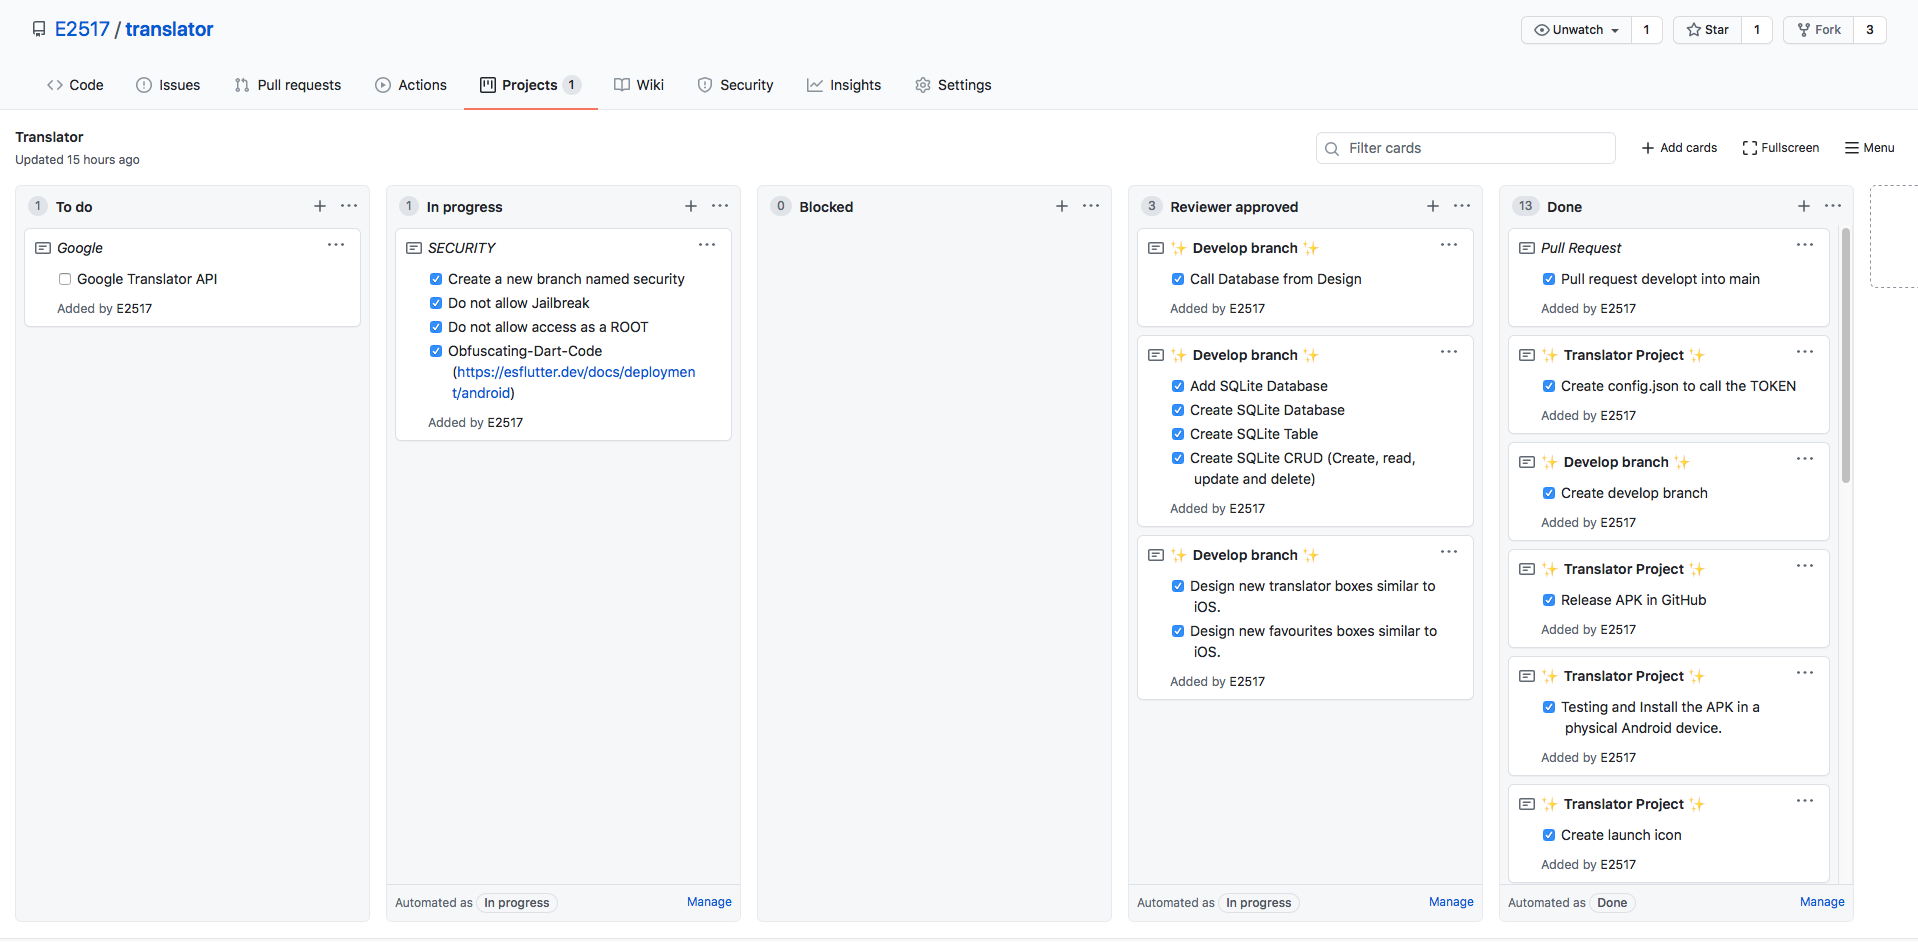 E2517 / translator
Unwatch 1
Star 1
Fork 3
Code
Issues
Pull requests
Actions
Projects 1
Wiki
Security
Insights
Settings
Translator
Updated 15 hours ago
Filter cards
Add cards
Fullscreen
Menu
1 To do
Google
Google Translator API
Added by E2517
1 In progress
SECURITY
Create a new branch named security
Do not allow Jailbreak
Do not allow access as a ROOT
Obfuscating-Dart-Code
(https://esflutter.dev/docs/deploymen
t/android)
Added by E2517
Automated as In progress
Manage
0 Blocked
3 Reviewer approved
✨ Develop branch ✨
Call Database from Design
Added by E2517
✨ Develop branch ✨
Add SQLite Database
Create SQLite Database
Create SQLite Table
Create SQLite CRUD (Create, read,
update and delete)
Added by E2517
✨ Develop branch ✨
Design new translator boxes similar to
iOS.
Design new favourites boxes similar to
iOS.
Added by E2517
Automated as In progress
Manage
13 Done
Pull Request
Pull request developt into main
Added by E2517
✨ Translator Project ✨
Create config.json to call the TOKEN
Added by E2517
✨ Develop branch ✨
Create develop branch
Added by E2517
✨ Translator Project ✨
Release APK in GitHub
Added by E2517
✨ Translator Project ✨
Testing and Install the APK in a
physical Android device.
Added by E2517
✨ Translator Project ✨
Create launch icon
Added by E2517
Automated as Done
Manage